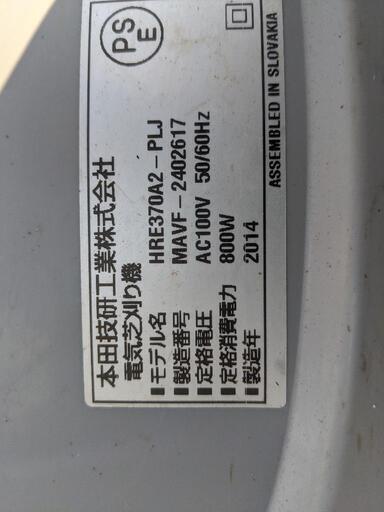 本田技研工業株式会社
電気芝刈り機
■モデル名 HRE370A2-PLJ
■製造番号 MAVF-2402617
■定格電圧 AC100V 50/60Hz
■定格消費電力 800W
■製造年 2014
PS
E
ASSEMBLED IN SLOVAKIA